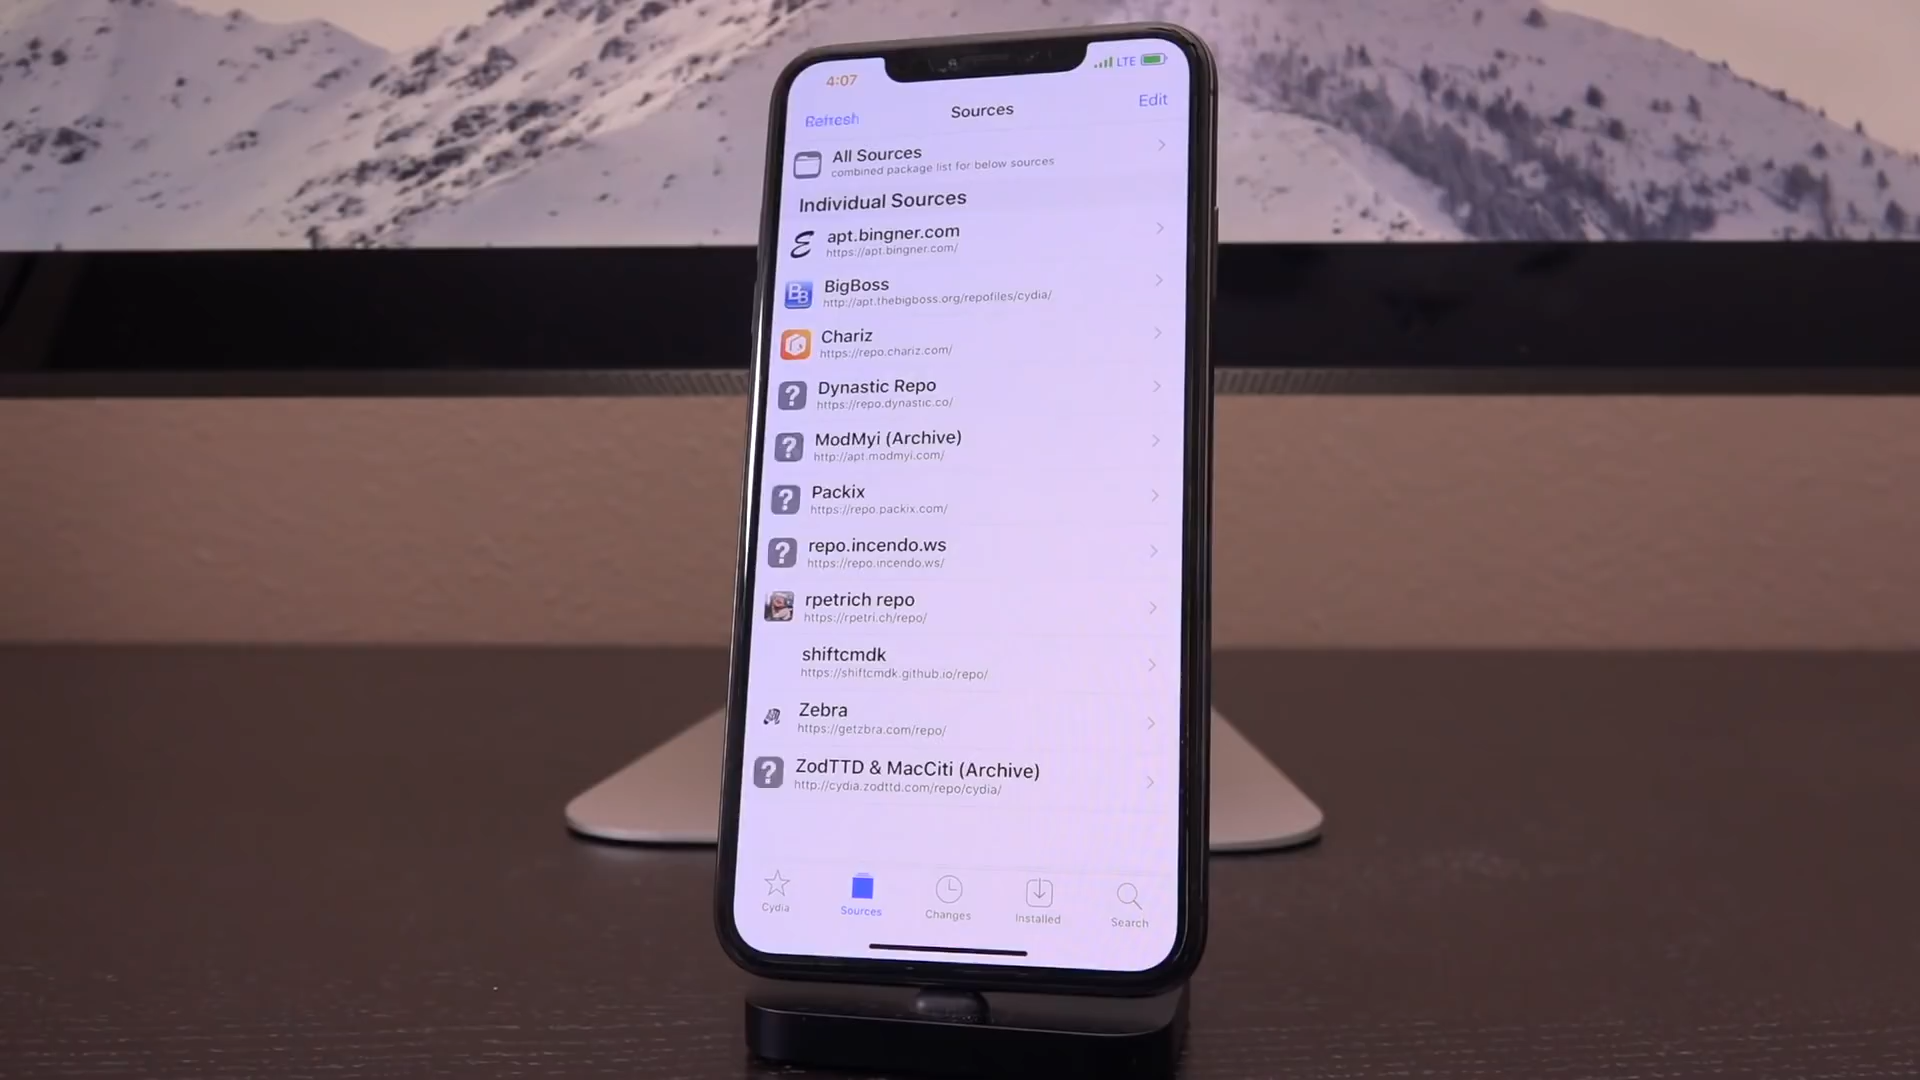 4:07
LTE
Refresh
Sources
Edit
All Sources
combined package list for below sources
Individual Sources
apt.bingner.com
https://apt.bingner.com/
BB
BigBoss
http://apt.thebigboss.org/repofiles/cydia/
Chariz
https://repo.chariz.com/
?
Dynastic Repo
https://repo.dynastic.co/
?
ModMyi (Archive)
http://apt.modmyi.com/
?
Packix
https://repo.packix.com/
?
repo.incendo.ws
https://repo.incendo.ws/
rpetrich repo
https://rpetri.ch/repo/
shiftcmdk
https://shiftcmdk.github.io/repo/
Zebra
https://getzbra.com/repo/
?
ZodTTD & MacCiti (Archive)
http://cydia.zodttd.com/repo/cydia/
Cydia
Sources
Changes
Installed
Search